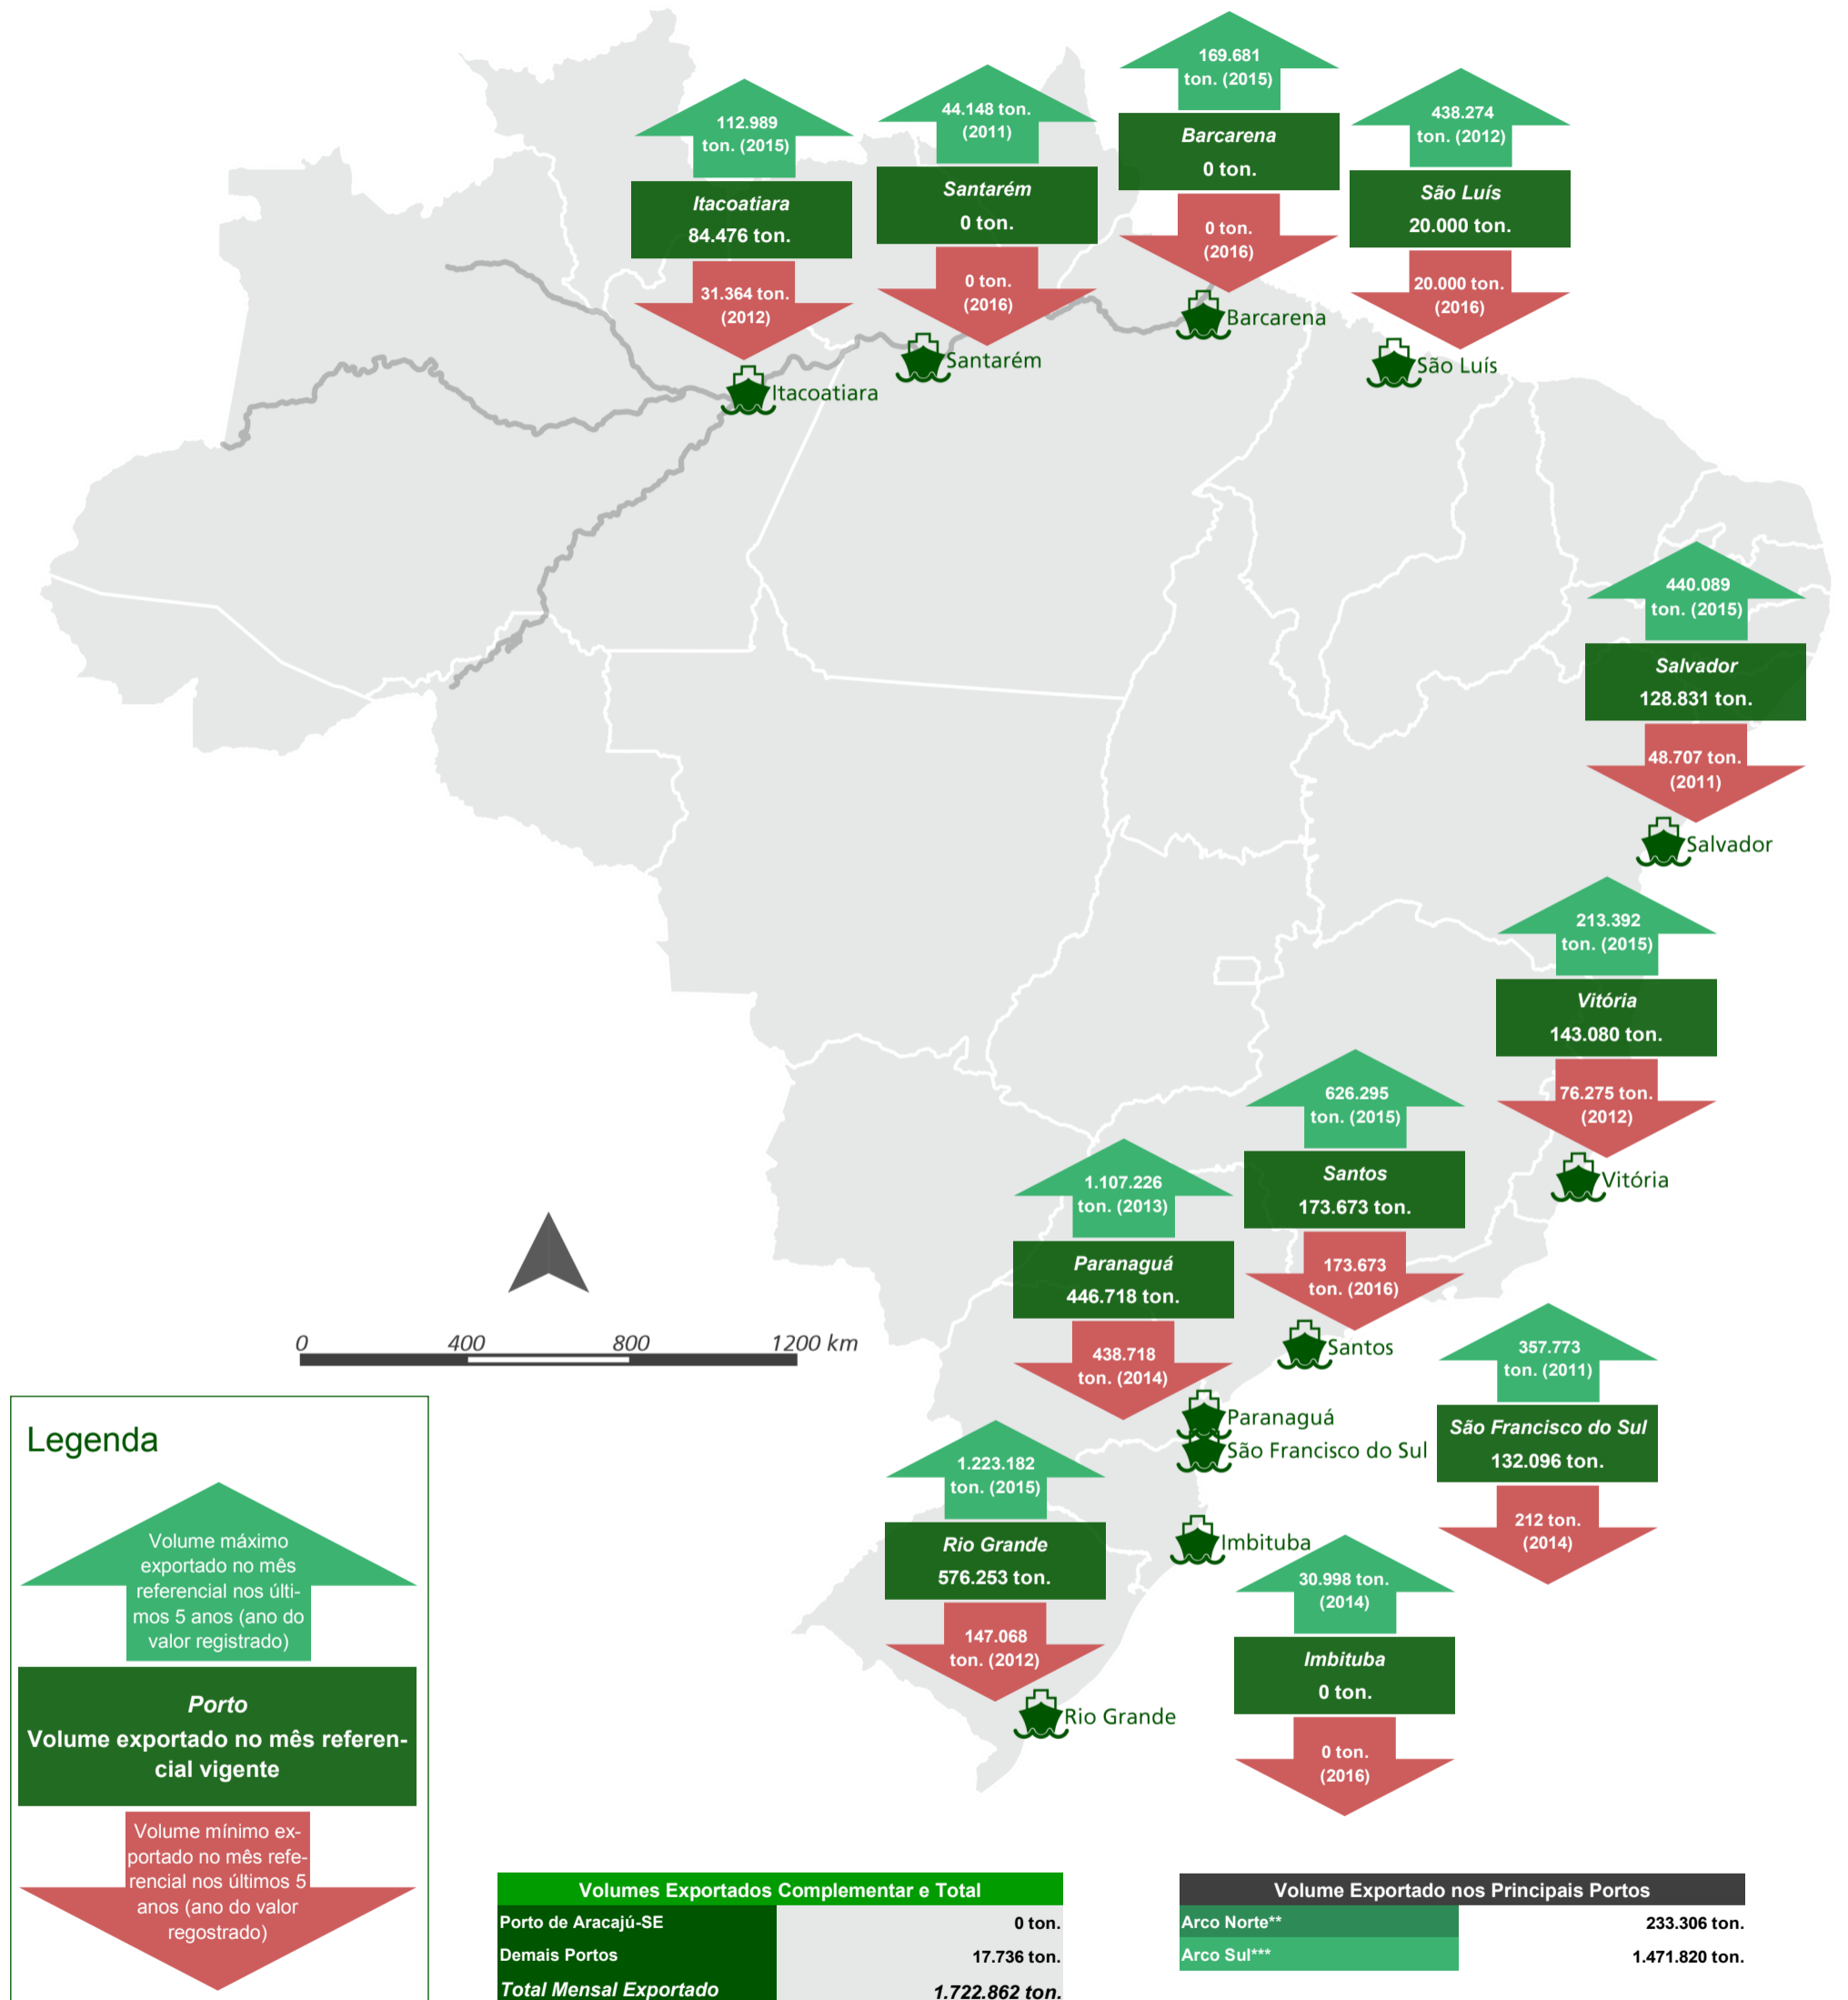 169.681
ton. (2015)
Barcarena
0 ton.
0 ton.
(2016)
Barcarena
44.148 ton.
(2011)
Santarém
0 ton.
0 ton.
(2016)
Santarém
438.274
ton. (2012)
São Luís
20.000 ton.
20.000 ton.
(2016)
São Luís
112.989
ton. (2015)
Itacoatiara
84.476 ton.
31.364 ton.
(2012)
Itacoatiara
440.089
ton. (2015)
Salvador
128.831 ton.
48.707 ton.
(2011)
Salvador
213.392
ton. (2015)
Vitória
143.080 ton.
76.275 ton.
(2012)
Vitória
626.295
ton. (2015)
Santos
173.673 ton.
173.673
ton. (2016)
Santos
1.107.226
ton. (2013)
Paranaguá
446.718 ton.
438.718
ton. (2014)
Paranaguá
São Francisco do Sul
357.773
ton. (2011)
São Francisco do Sul
132.096 ton.
212 ton.
(2014)
1.223.182
ton. (2015)
Rio Grande
576.253 ton.
147.068
ton. (2012)
Rio Grande
Imbituba
30.998 ton.
(2014)
Imbituba
0 ton.
0 ton.
(2016)
0 400 800 1200 km
Legenda
Volume máximo
exportado no mês
referencial nos últi-
mos 5 anos (ano do
valor registrado)
Porto
Volume exportado no mês referen-
cial vigente
Volume mínimo ex-
portado no mês refe-
rencial nos últimos 5
anos (ano do valor
regostrado)
Volumes Exportados Complementar e Total
Porto de Aracajú-SE 0 ton.
Demais Portos 17.736 ton.
Total Mensal Exportado 1.722.862 ton.
Volume Exportado nos Principais Portos
Arco Norte** 233.306 ton.
Arco Sul*** 1.471.820 ton.